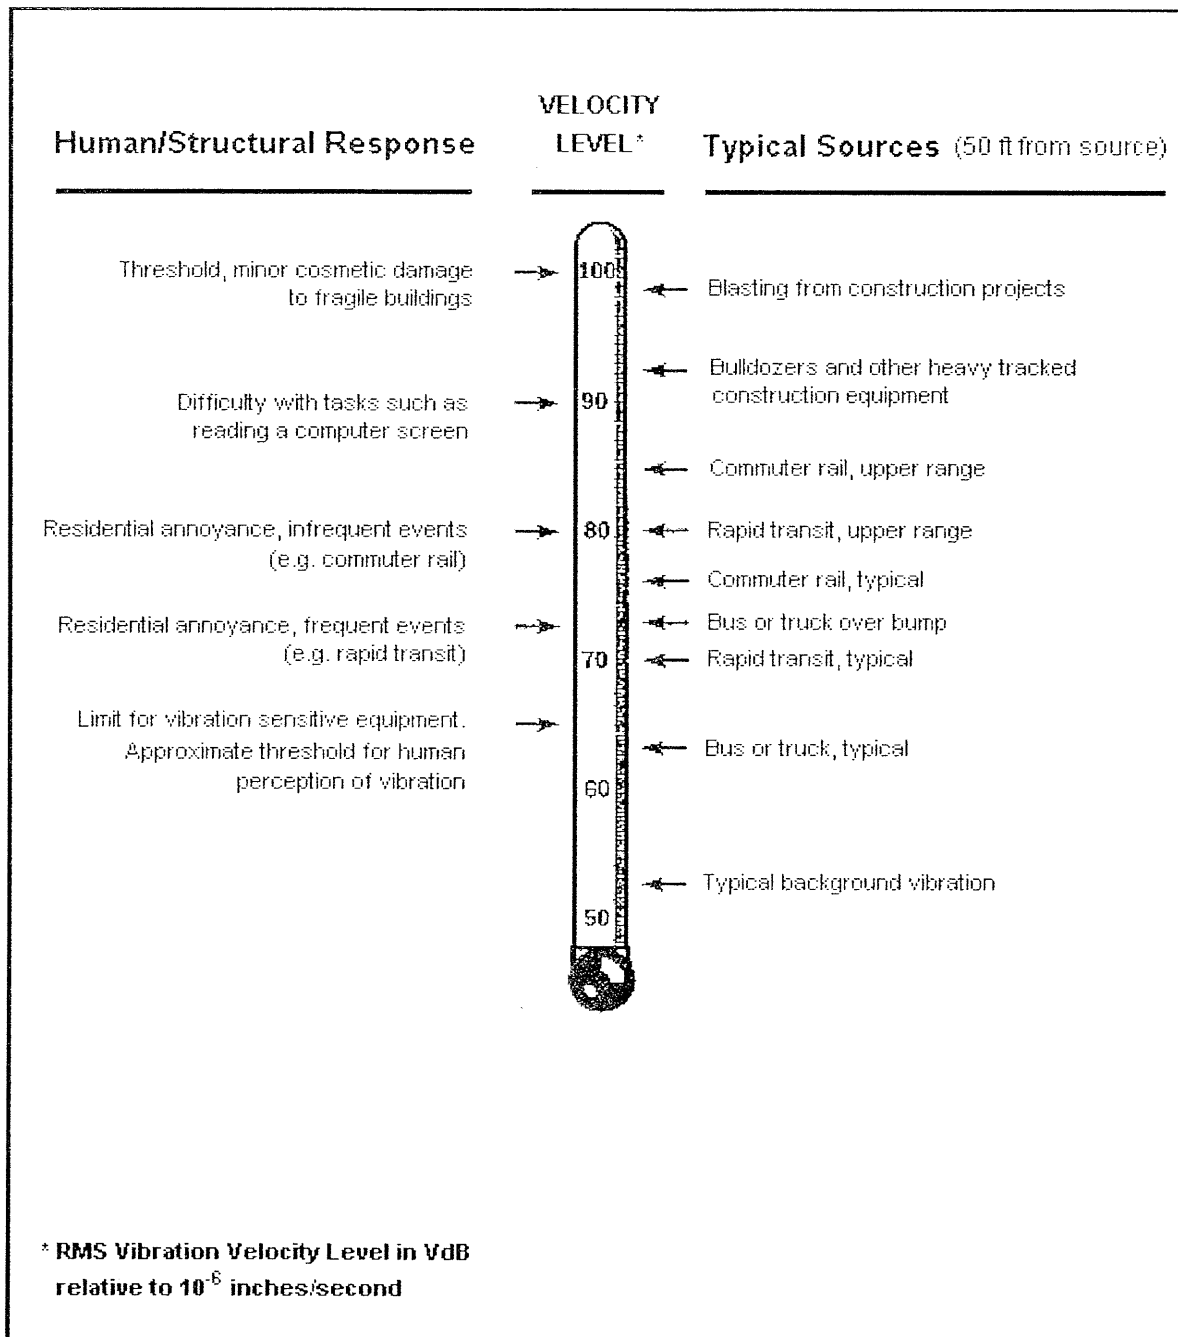 VELOCITY
LEVEL*
Human/Structural Response
Typical Sources (50 ft from source)
Threshold, minor cosmetic damage
to fragile buildings
Difficulty with tasks such as
reading a computer screen
Residential annoyance, infrequent events
(e.g. commuter rail)
Residential annoyance, frequent events
(e.g. rapid transit)
Limit for vibration sensitive equipment.
Approximate threshold for human
perception of vibration
100
90
80
70
60
50
Blasting from construction projects
Bulldozers and other heavy tracked
construction equipment
Commuter rail, upper range
Rapid transit, upper range
Commuter rail, typical
Bus or truck over bump
Rapid transit, typical
Bus or truck, typical
Typical background vibration
* RMS Vibration Velocity Level in VdB
relative to 10⁻⁶ inches/second